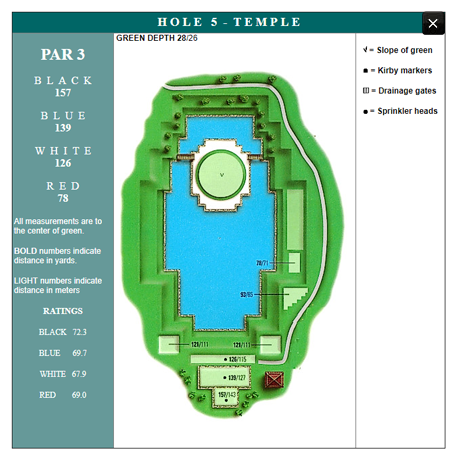 HOLE 5 - TEMPLE
PAR 3
BLACK
157
BLUE
139
WHITE
126
RED
78
All measurements are to
the center of green.
BOLD numbers indicate
distance in yards.
LIGHT numbers indicate
distance in meters
RATINGS
BLACK 72.3
BLUE 69.7
WHITE 67.9
RED 69.0
GREEN DEPTH 28/26
78/71
93/85
121/111 121/111
126/115
139/127
157/143
√ = Slope of green
= Kirby markers
= Drainage gates
= Sprinkler heads